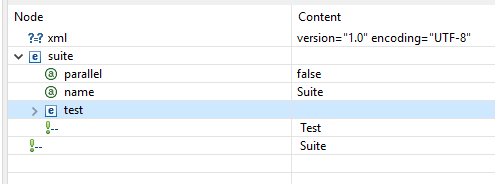 Node Content
?-? xml version="1.0" encoding="UTF-8"
e suite
a parallel false
a name Suite
e test
!-- Test
!-- Suite